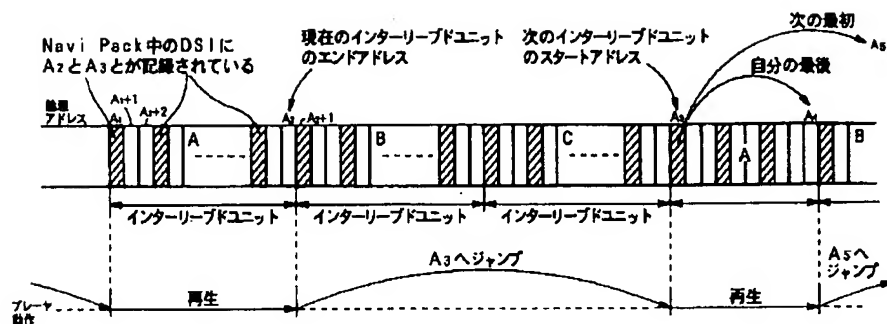 Navi Pack中のDSIに
A2とA3とが記録されている
現在のインターリーブドユニット
のエンドアドレス
次のインターリーブドユニット
のスタートアドレス
次の最初
A5
自分の最後
論理
アドレス
A1
A1+1
A1+2
A2
A2+1
A3
A4
A
B
C
A
B
インターリーブドユニット
インターリーブドユニット
インターリーブドユニット
A3へジャンプ
A5へ
ジャンプ
プレーヤ
動作
再生
再生